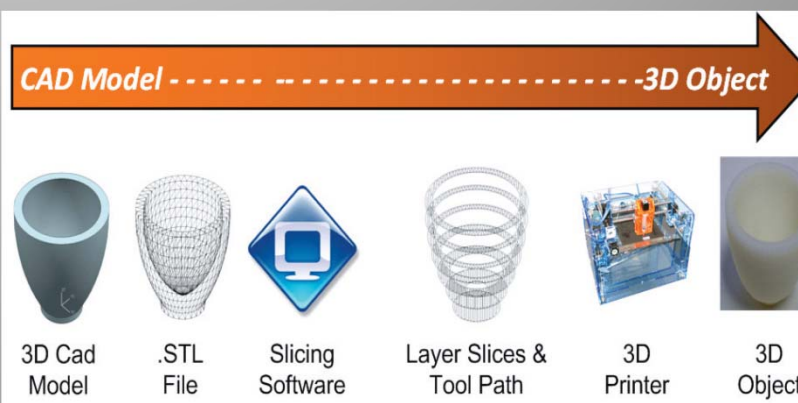 CAD Model - - - - - - -- - - - - - - - - - - - - - - - - - - - - - -3D Object
3D Cad
Model
.STL
File
Slicing
Software
Layer Slices &
Tool Path
3D
Printer
3D
Object